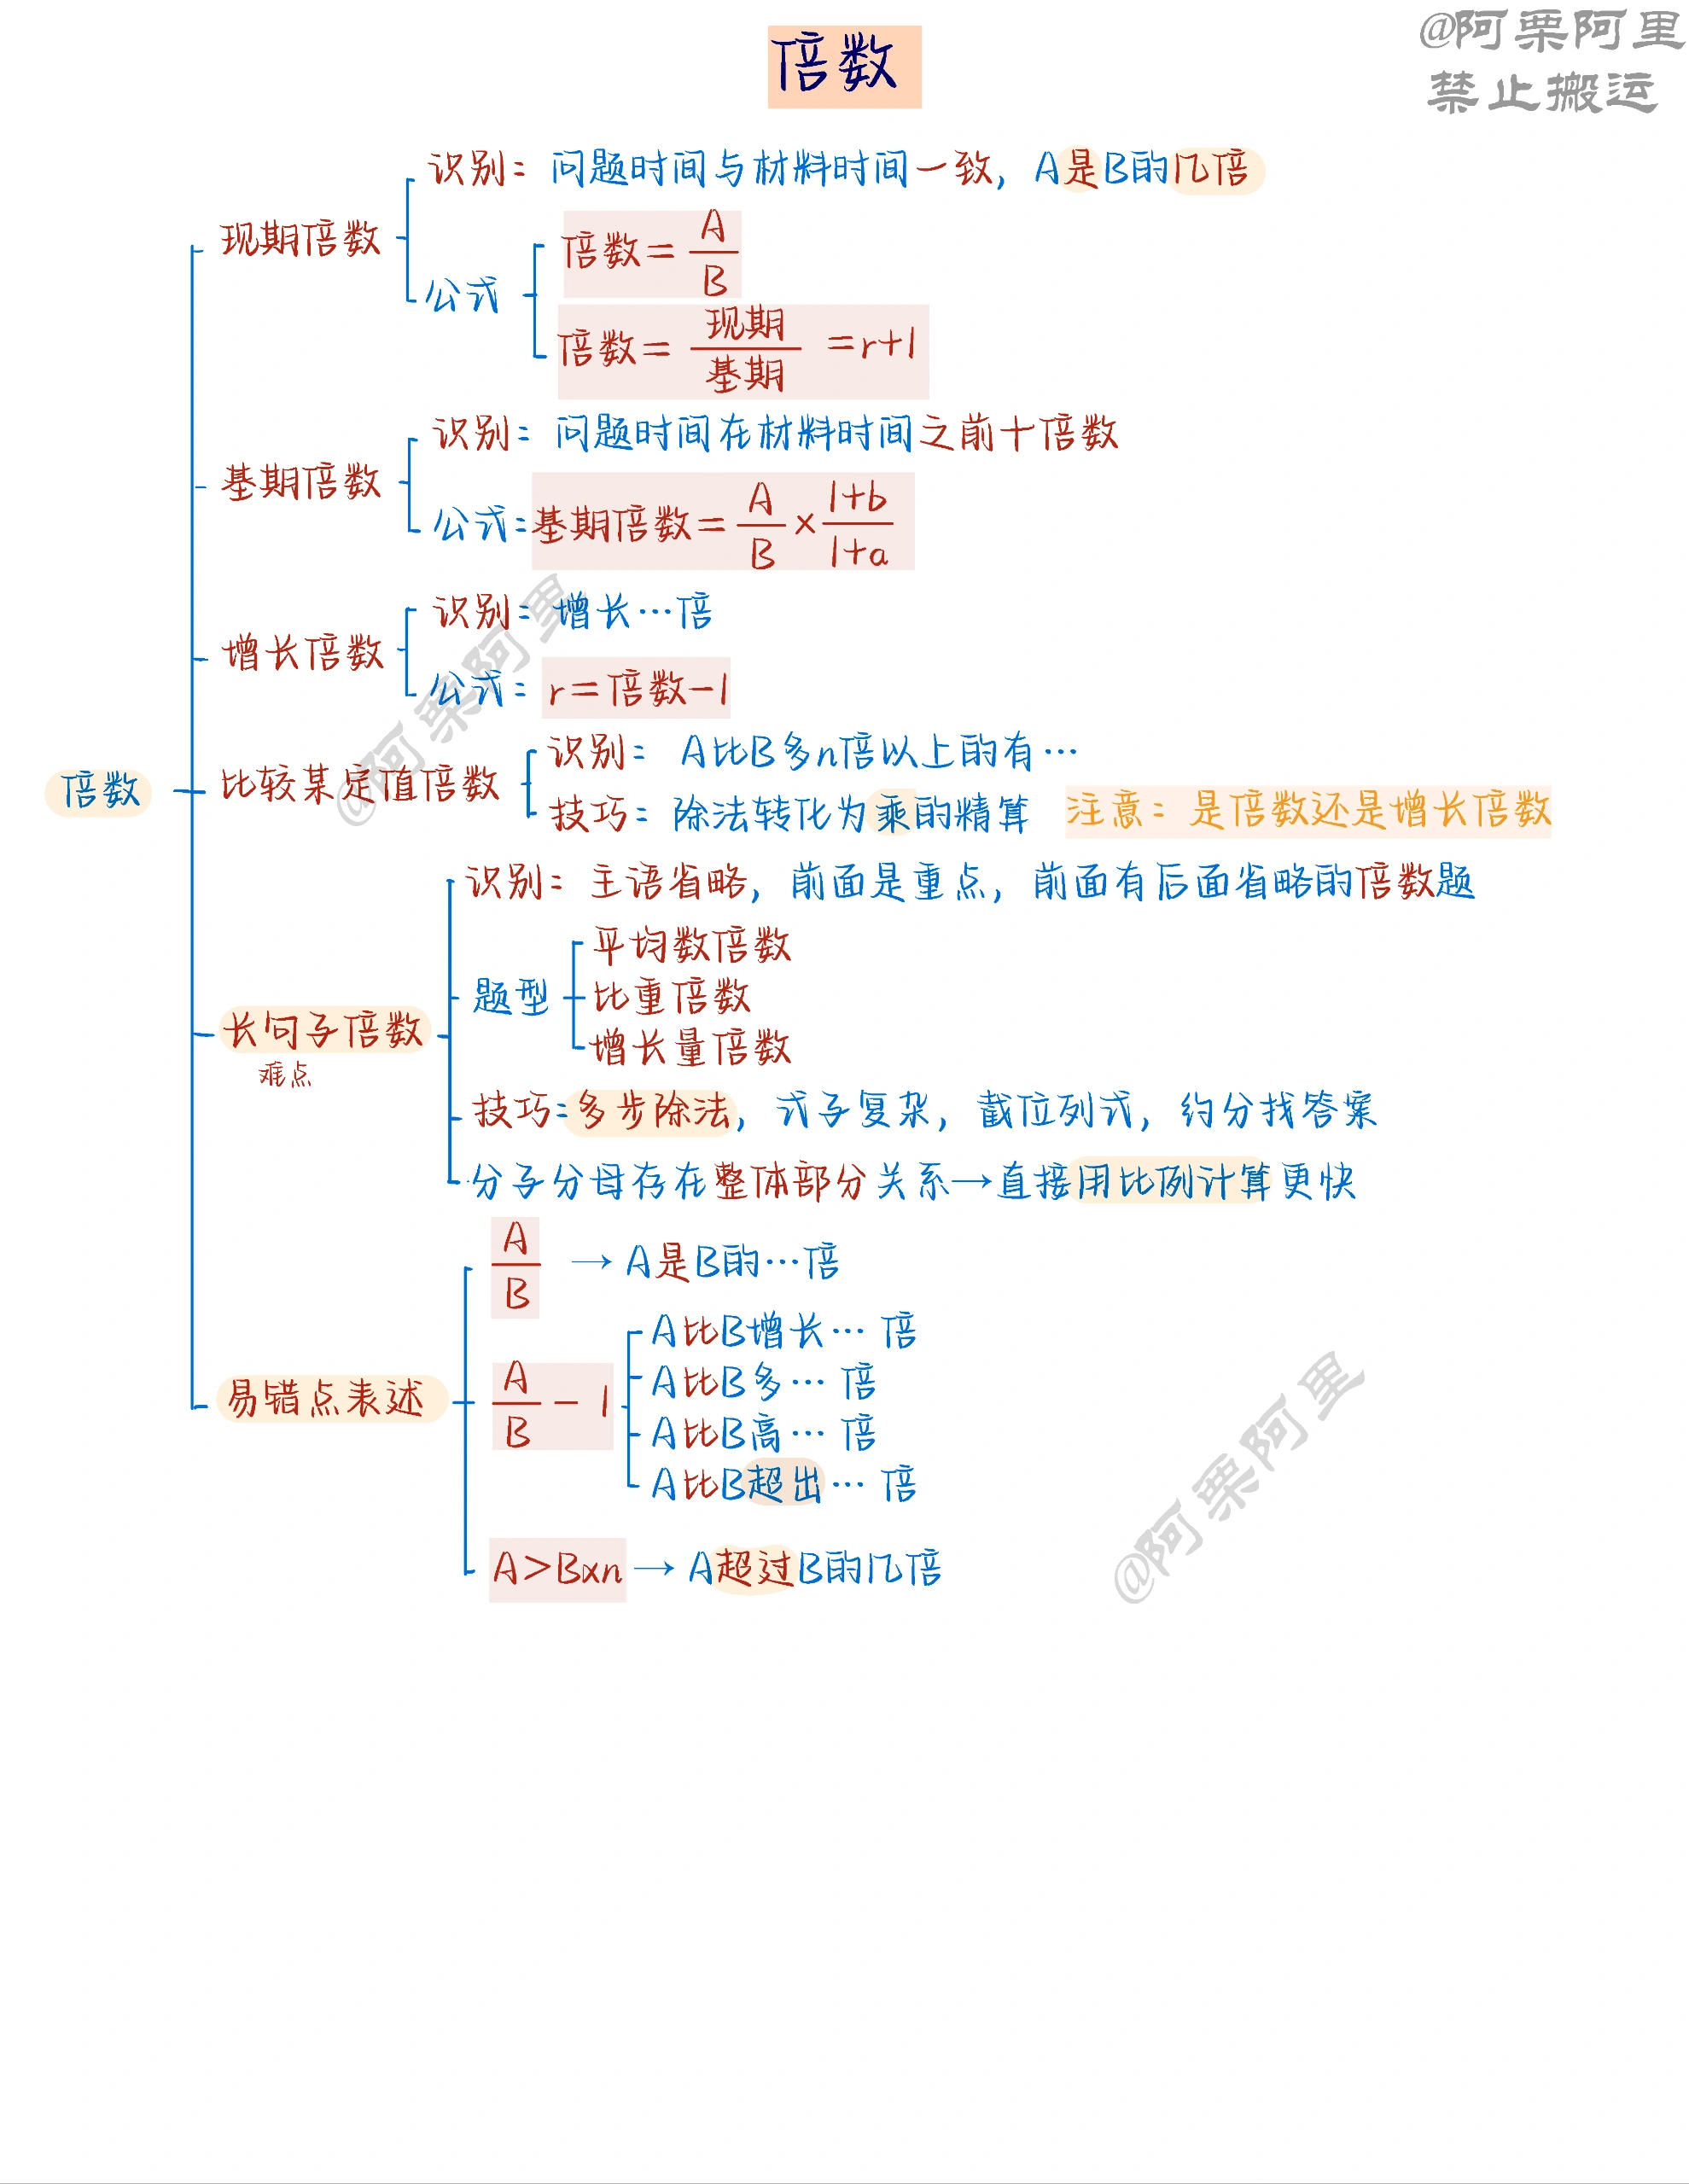 @阿栗阿里
禁止搬运
倍数
识别：问题时间与材料时间一致，A是B的几倍
现期倍数
倍数=A/B
公式
倍数=现期/基期=r+1
识别：问题时间在材料时间之前十倍数
基期倍数
公式：基期倍数=A/B×1+b/1+a
识别：增长…倍
增长倍数
公式：r=倍数-1
@阿栗阿里
识别：A比B多n倍以上的有…
倍数
比较某定值倍数
技巧：除法转化为乘的精算 注意：是倍数还是增长倍数
识别：主语省略，前面是重点，前面有后面省略的倍数题
平均数倍数
题型
比重倍数
长句子倍数
增长量倍数
难点
技巧：多步除法，式子复杂，截位列式，约分找答案
分子分母存在整体部分关系→直接用比例计算更快
A/B→A是B的…倍
A比B增长…倍
易错点表述
A/B-1
A比B多…倍
A比B高…倍
A比B超出…倍
A>B×n→A超过B的几倍
@阿栗阿里